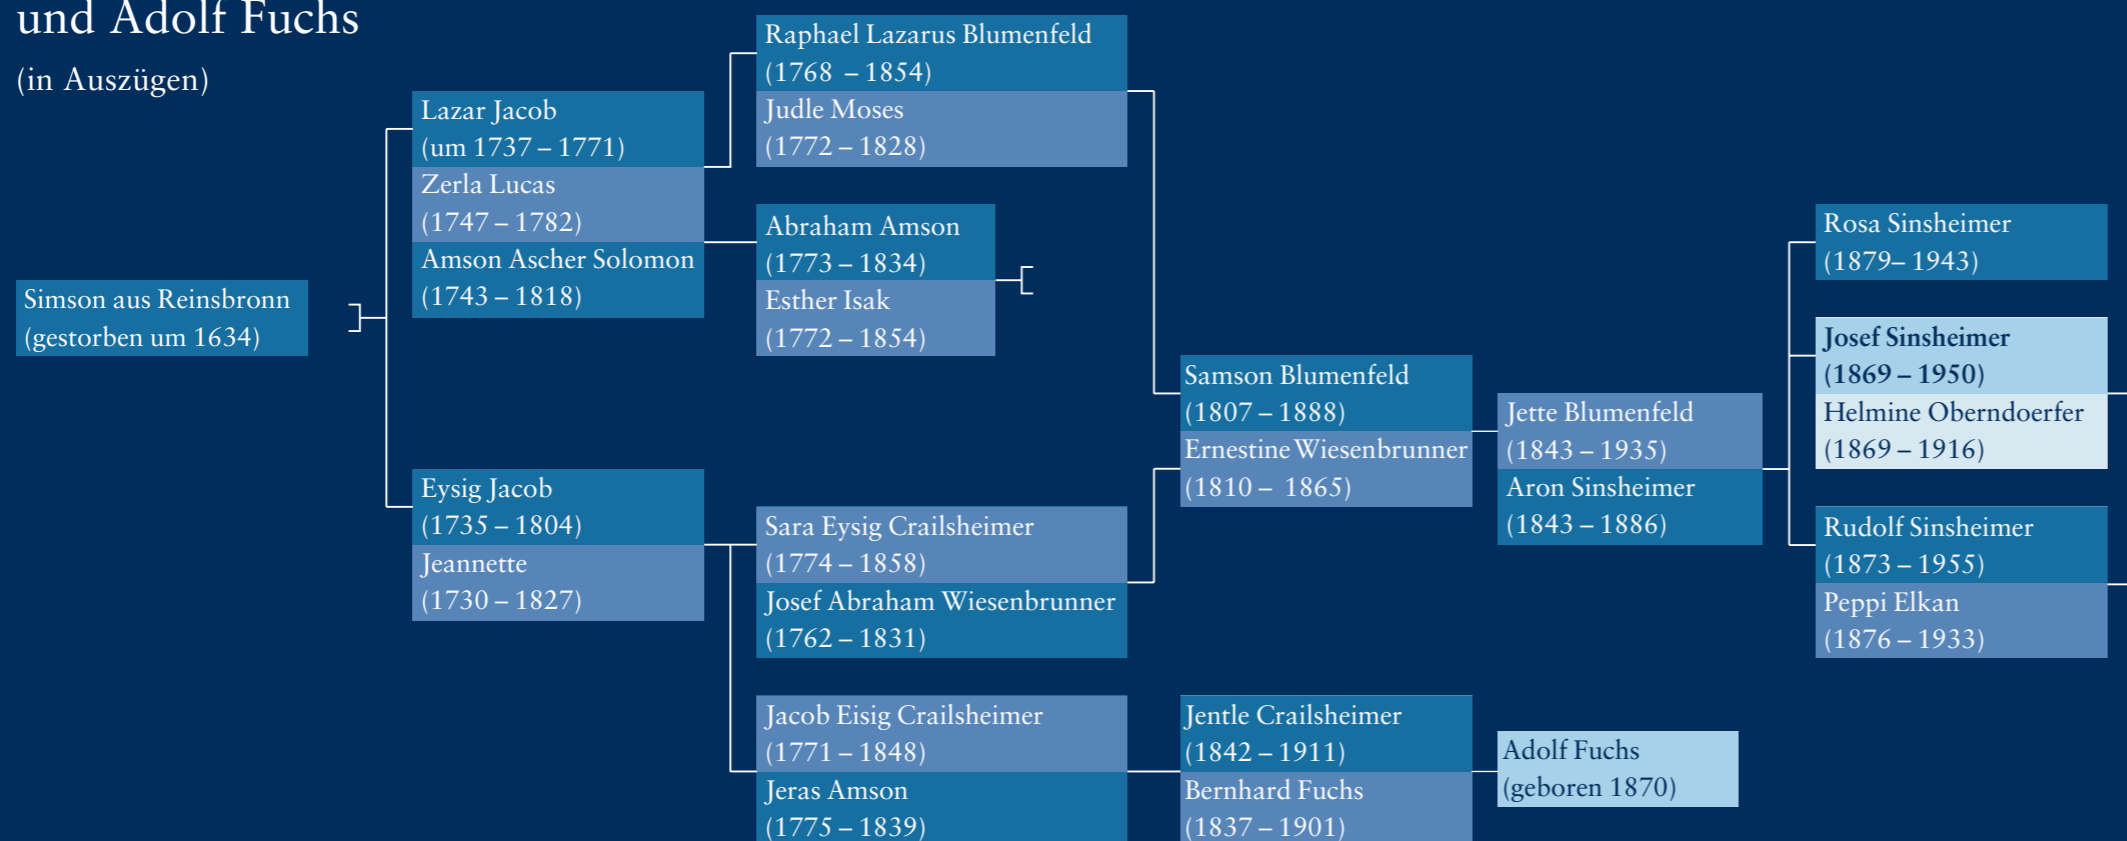 und Adolf Fuchs
(in Auszügen)
Simson aus Reinsbronn
(gestorben um 1634)
Lazar Jacob
(um 1737 – 1771)
Zerla Lucas
(1747 – 1782)
Amson Ascher Solomon
(1743 – 1818)
Eysig Jacob
(1735 – 1804)
Jeannette
(1730 – 1827)
Raphael Lazarus Blumenfeld
(1768 – 1854)
Judle Moses
(1772 – 1828)
Abraham Amson
(1773 – 1834)
Esther Isak
(1772 – 1854)
Sara Eysig Crailsheimer
(1774 – 1858)
Josef Abraham Wiesenbrunner
(1762 – 1831)
Jacob Eisig Crailsheimer
(1771 – 1848)
Jeras Amson
(1775 – 1839)
Samson Blumenfeld
(1807 – 1888)
Ernestine Wiesenbrunner
(1810 – 1865)
Jentle Crailsheimer
(1842 – 1911)
Bernhard Fuchs
(1837 – 1901)
Jette Blumenfeld
(1843 – 1935)
Aron Sinsheimer
(1843 – 1886)
Adolf Fuchs
(geboren 1870)
Rosa Sinsheimer
(1879– 1943)
Josef Sinsheimer
(1869 – 1950)
Helmine Oberndoerfer
(1869 – 1916)
Rudolf Sinsheimer
(1873 – 1955)
Peppi Elkan
(1876 – 1933)